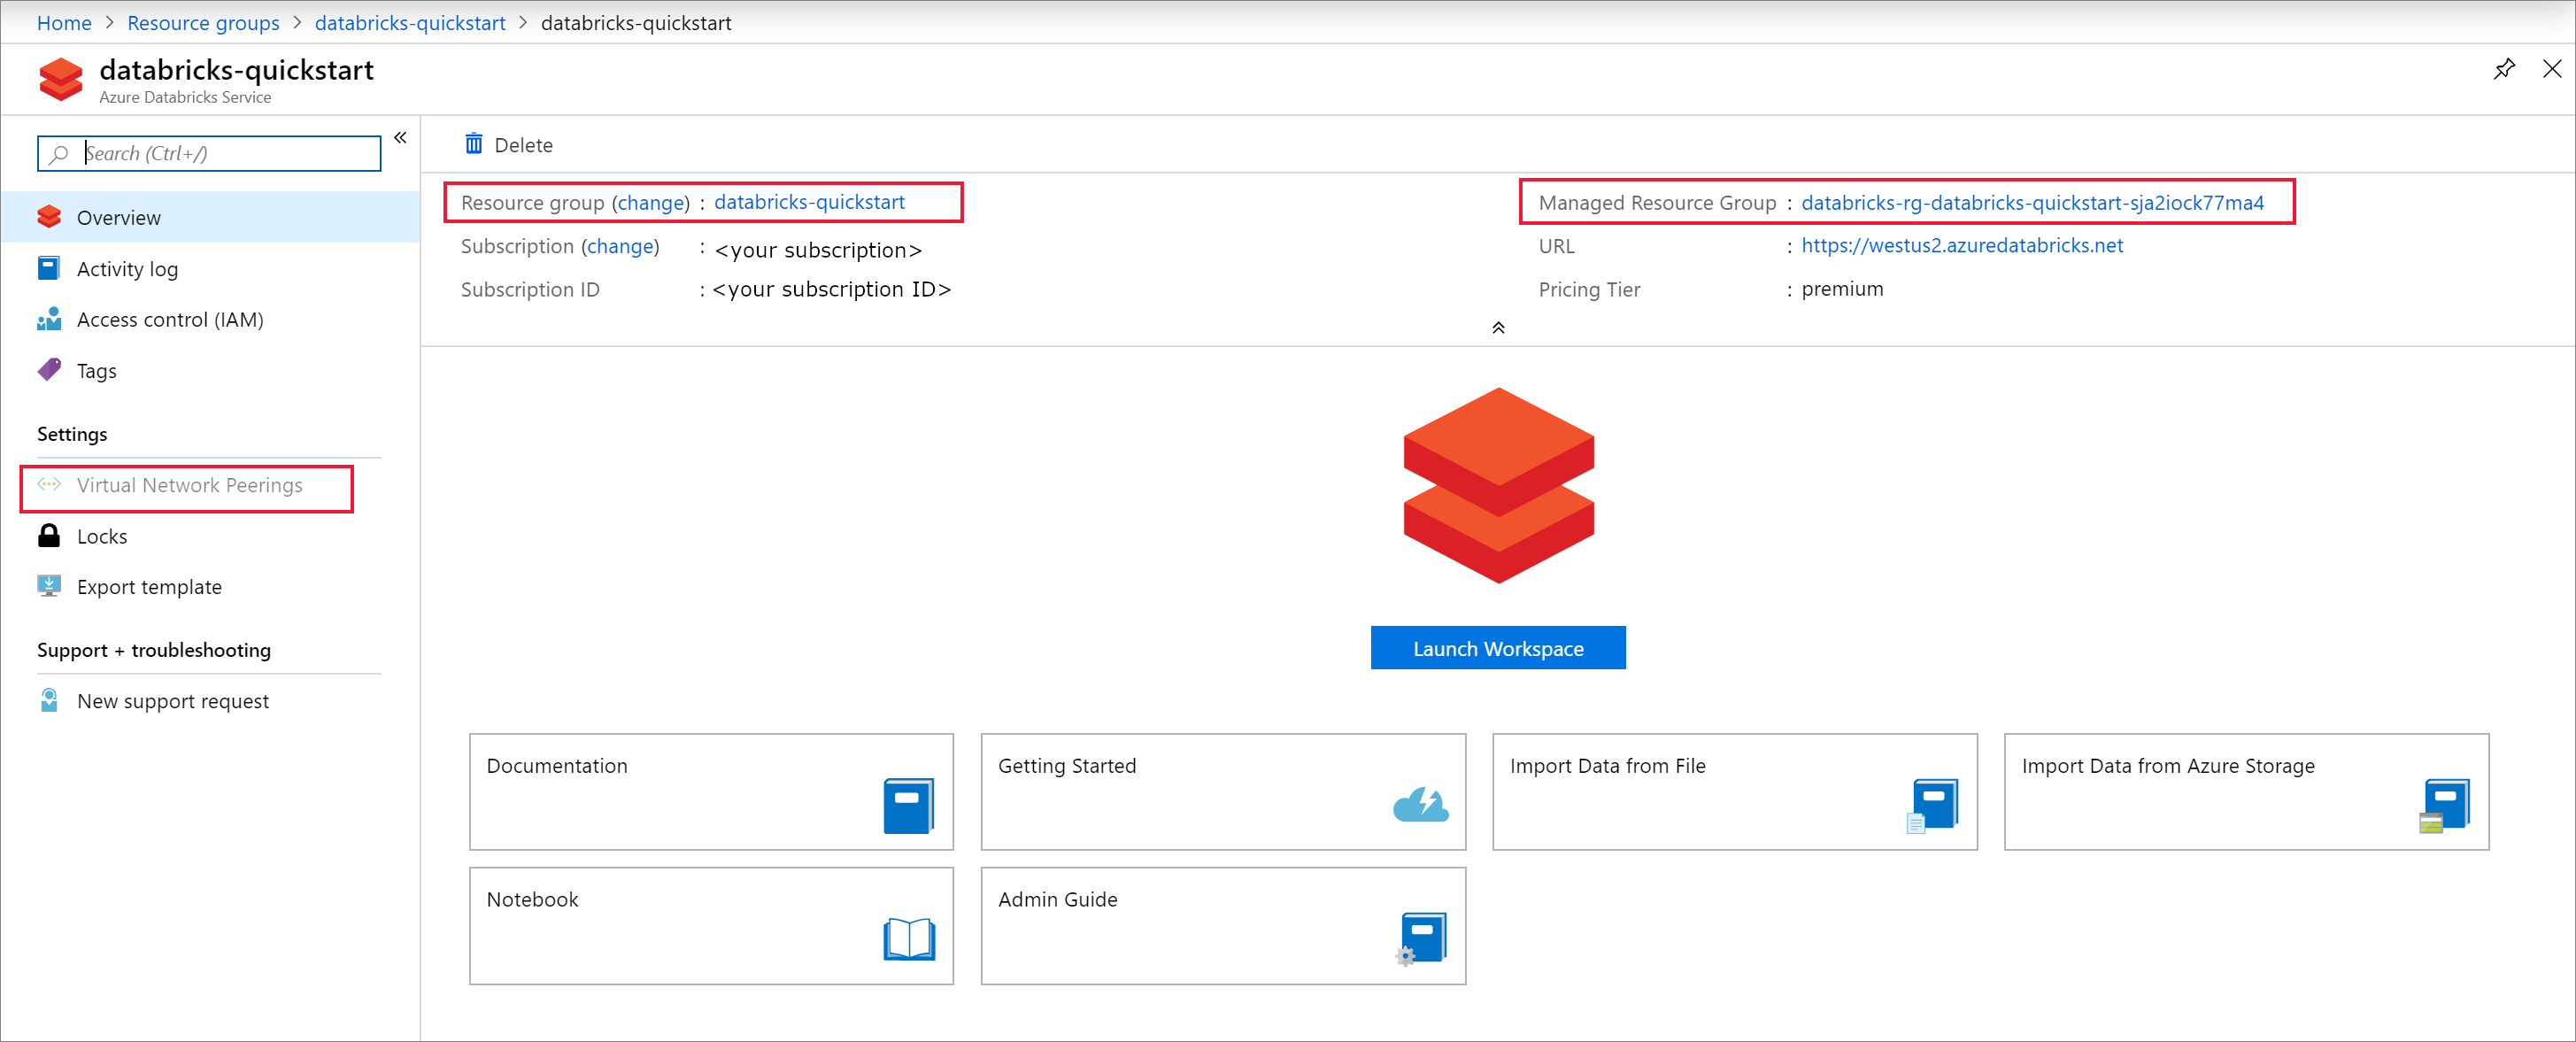 Home > Resource groups > databricks-quickstart > databricks-quickstart
databricks-quickstart
Azure Databricks Service
Search (Ctrl+/)
Overview
Activity log
Access control (IAM)
Tags
Settings
Virtual Network Peerings
Locks
Export template
Support + troubleshooting
New support request
Delete
Resource group (change) : databricks-quickstart
Subscription (change) : <your subscription>
Subscription ID : <your subscription ID>
Managed Resource Group : databricks-rg-databricks-quickstart-sja2iock77ma4
URL : https://westus2.azuredatabricks.net
Pricing Tier : premium
Launch Workspace
Documentation
Getting Started
Import Data from File
Import Data from Azure Storage
Notebook
Admin Guide